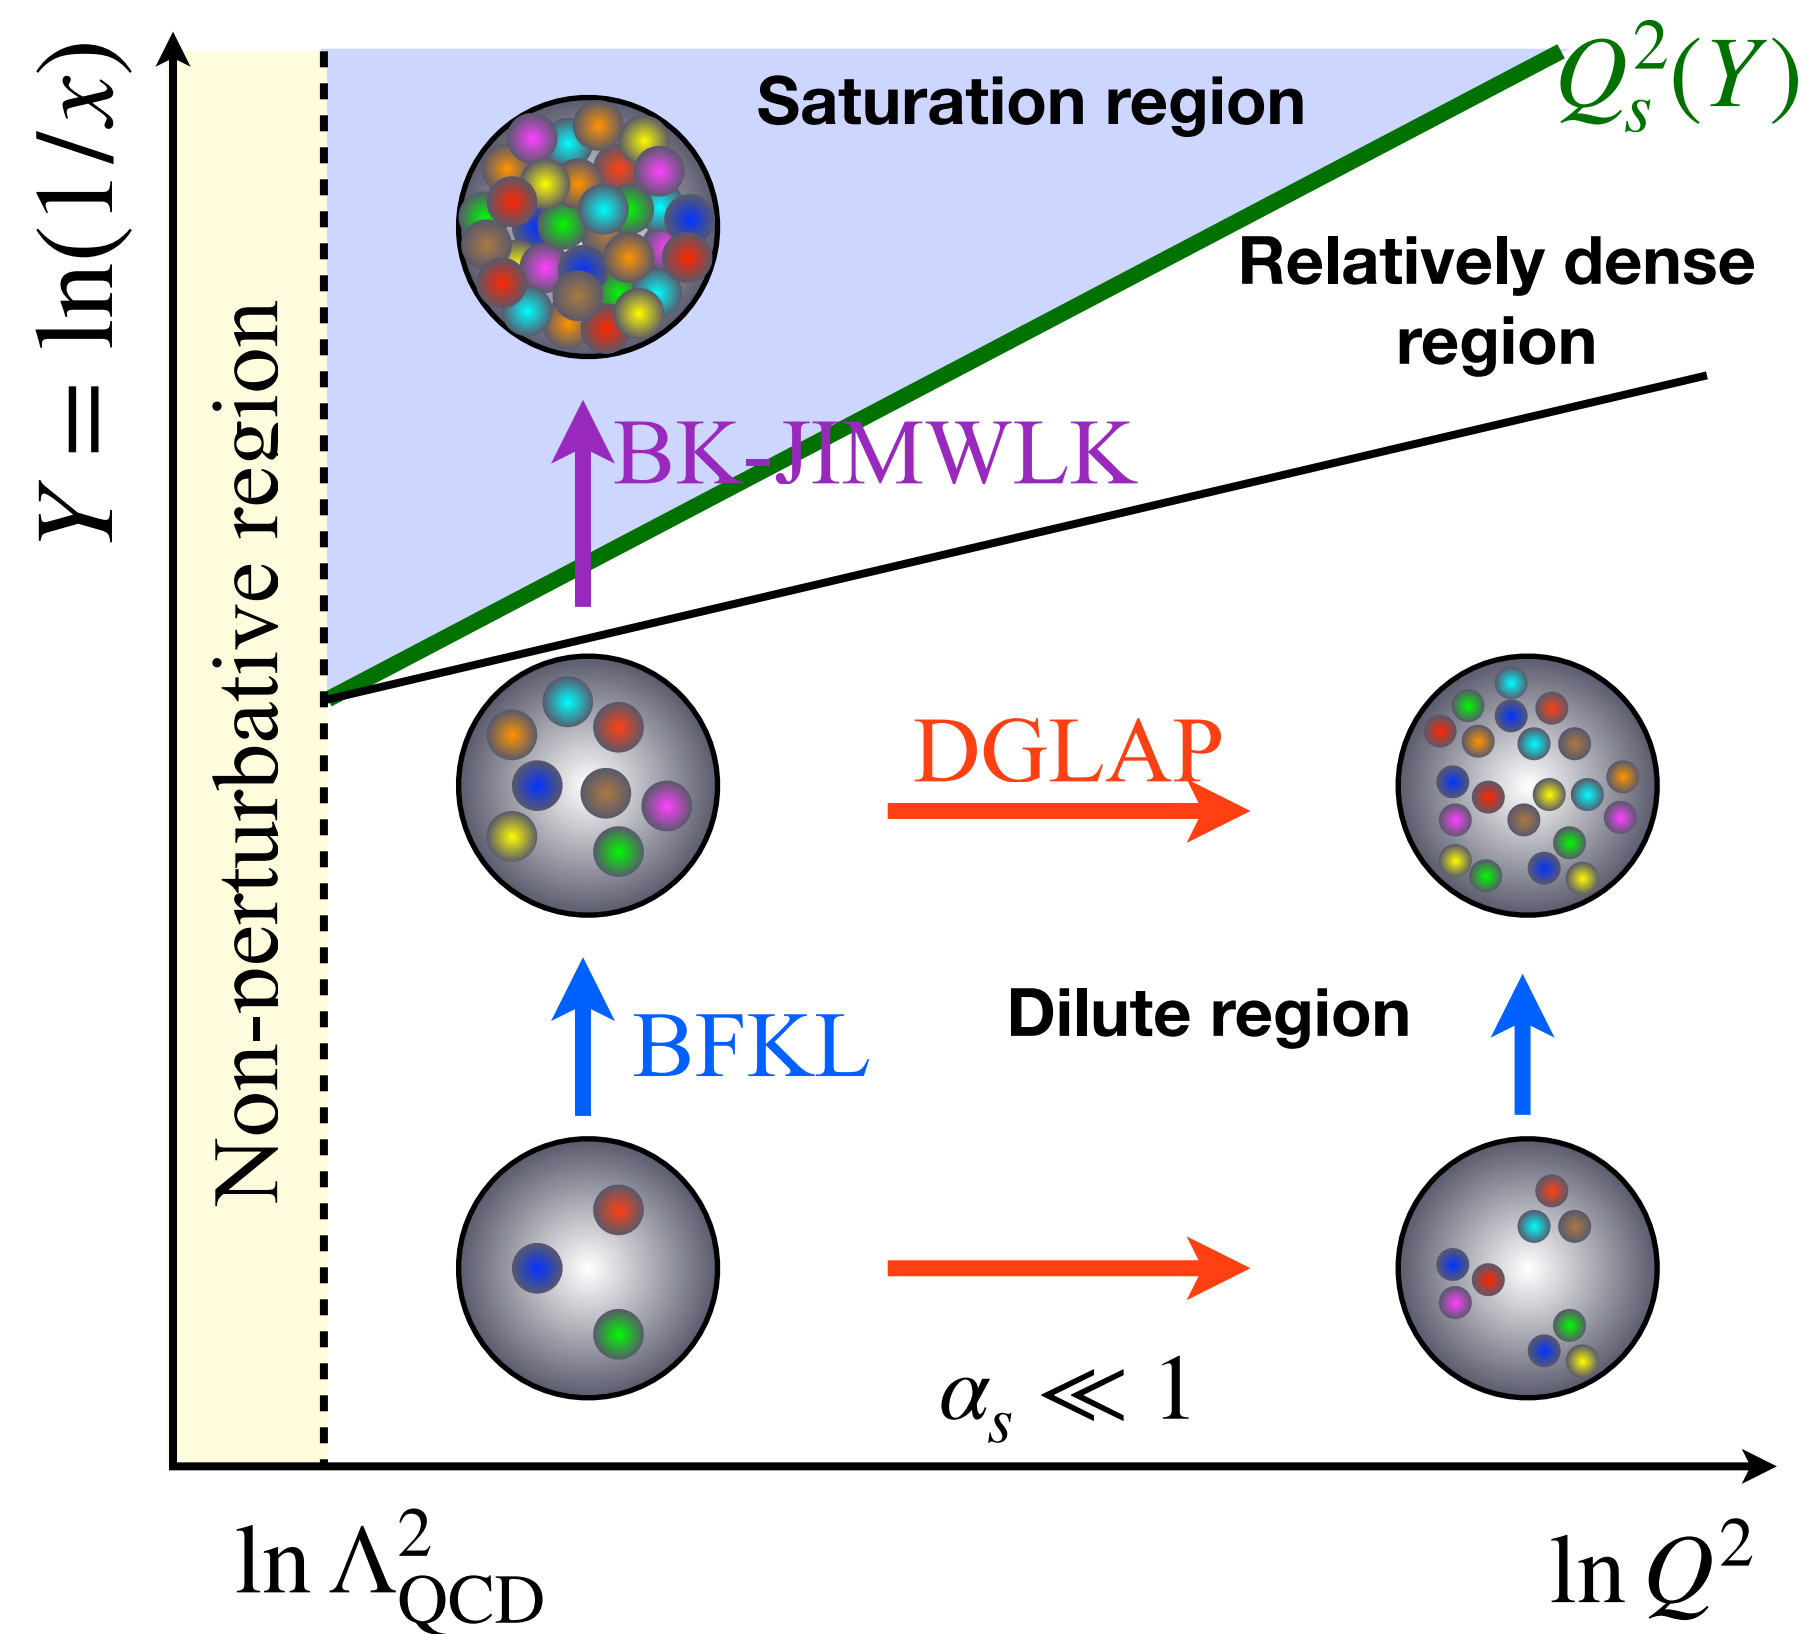 Y = ln(1/x)
Non-perturbative region
Saturation region
Q_s^2(Y)
Relatively dense
region
BK-JIMWLK
DGLAP
Dilute region
BFKL
α_s ≪ 1
ln Λ_QCD^2
ln Q^2